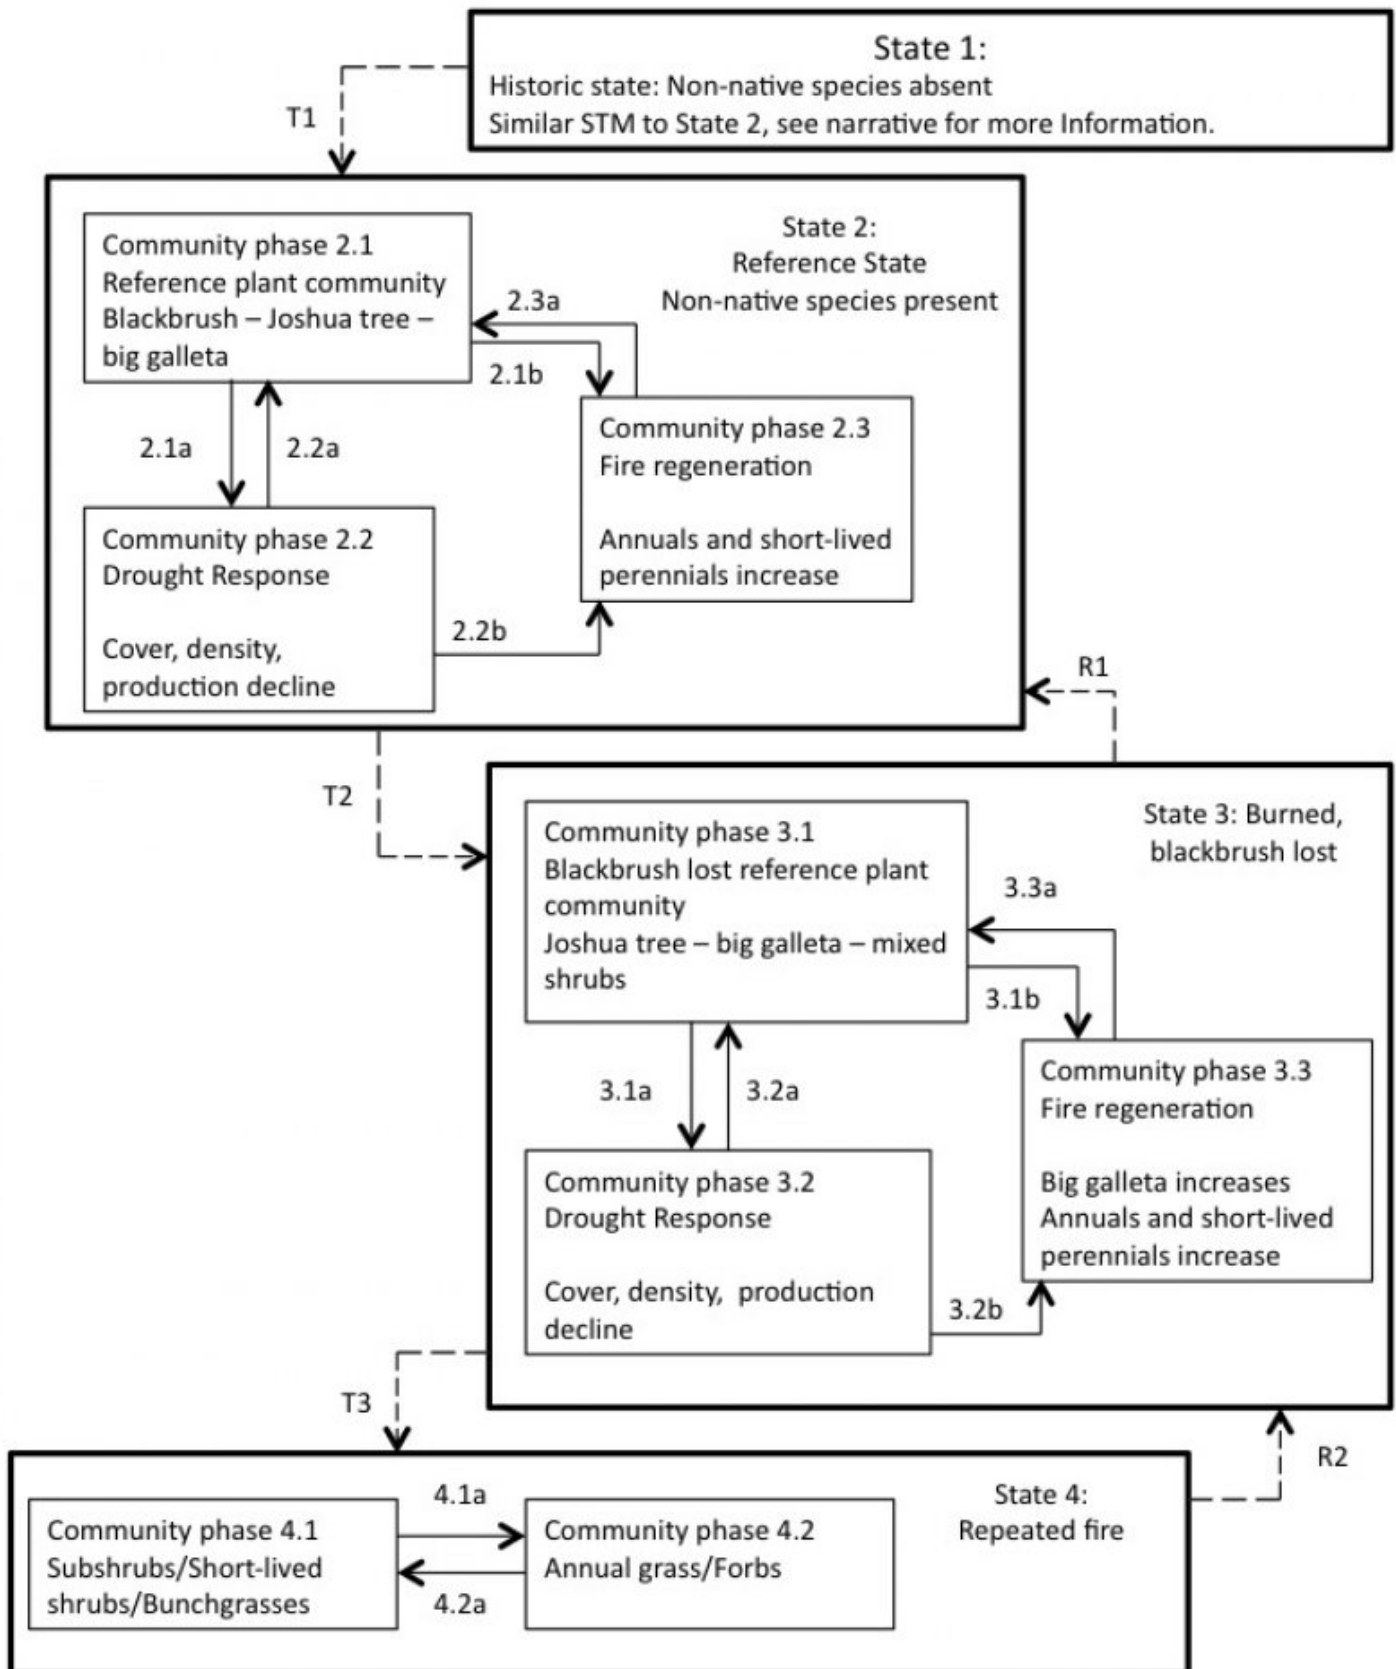 State 1:
Historic state: Non-native species absent
Similar STM to State 2, see narrative for more Information.
T1
State 2:
Reference State
Non-native species present
Community phase 2.1
Reference plant community
Blackbrush – Joshua tree –
big galleta
2.3a
2.1b
2.1a
2.2a
Community phase 2.3
Fire regeneration
Annuals and short-lived
perennials increase
Community phase 2.2
Drought Response
Cover, density,
production decline
2.2b
R1
T2
State 3: Burned,
blackbrush lost
Community phase 3.1
Blackbrush lost reference plant
community
Joshua tree – big galleta – mixed
shrubs
3.3a
3.1b
3.1a
3.2a
Community phase 3.3
Fire regeneration
Big galleta increases
Annuals and short-lived
perennials increase
Community phase 3.2
Drought Response
Cover, density,  production
decline
3.2b
T3
R2
State 4:
Repeated fire
Community phase 4.1
Subshrubs/Short-lived
shrubs/Bunchgrasses
4.1a
4.2a
Community phase 4.2
Annual grass/Forbs